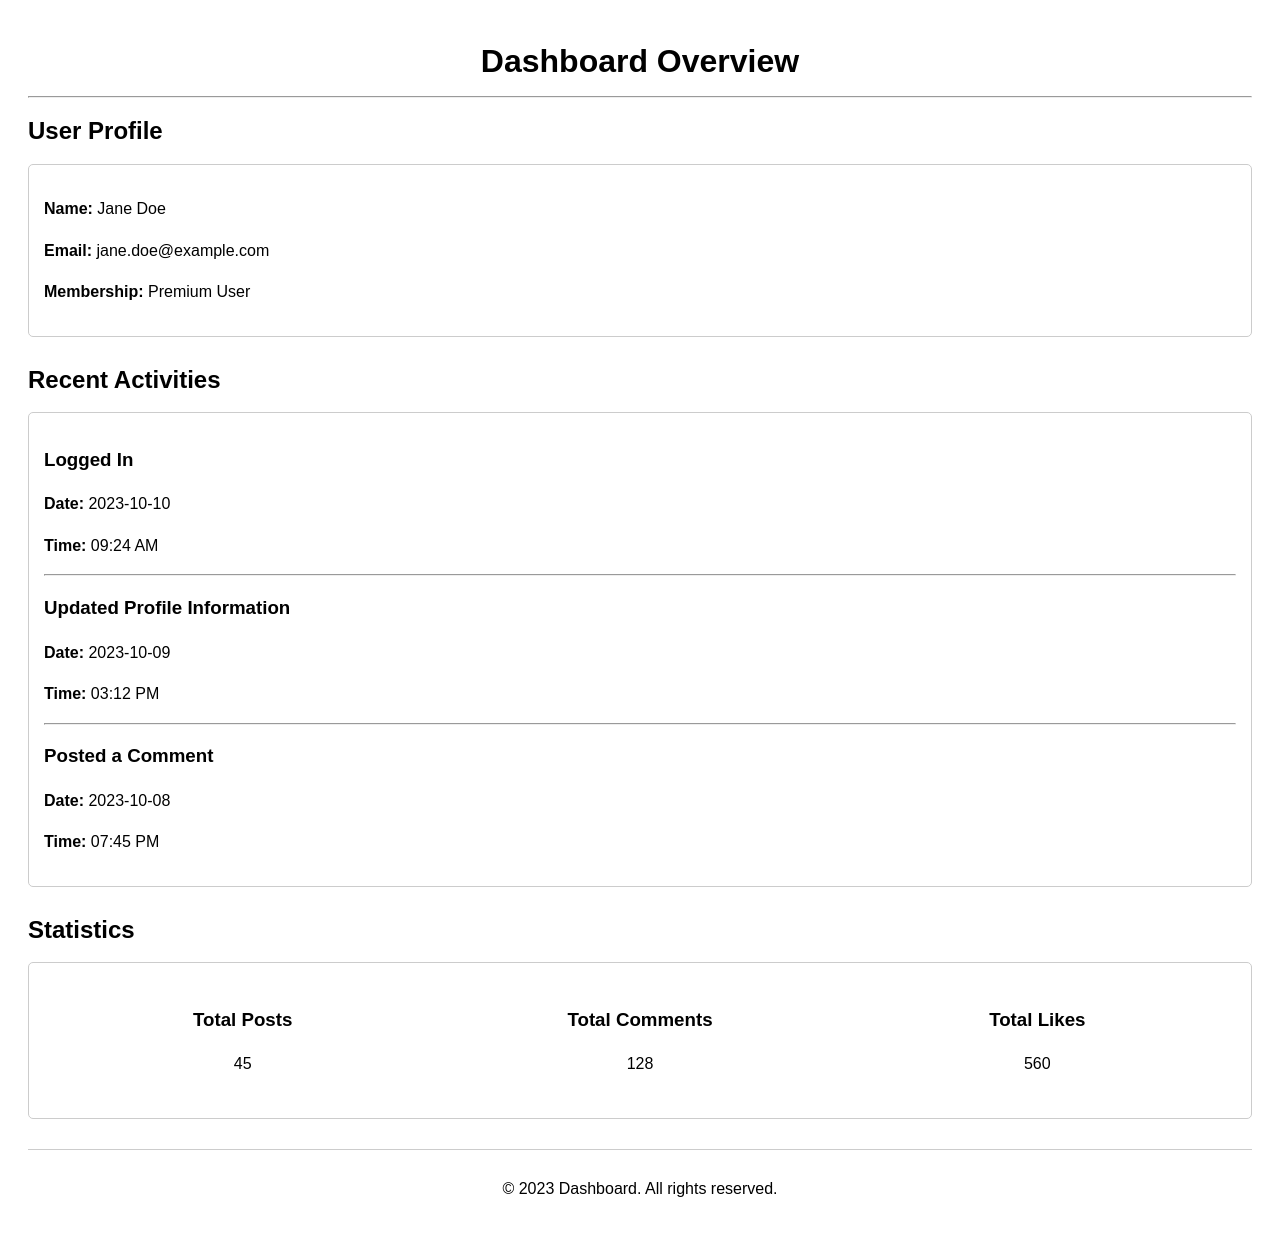 Dashboard Overview
User Profile
Name: Jane Doe
Email: jane.doe@example.com
Membership: Premium User
Recent Activities
Logged In
Date: 2023-10-10
Time: 09:24 AM
Updated Profile Information
Date: 2023-10-09
Time: 03:12 PM
Posted a Comment
Date: 2023-10-08
Time: 07:45 PM
Statistics
Total Posts Total Comments Total Likes
45 128 560
© 2023 Dashboard. All rights reserved.